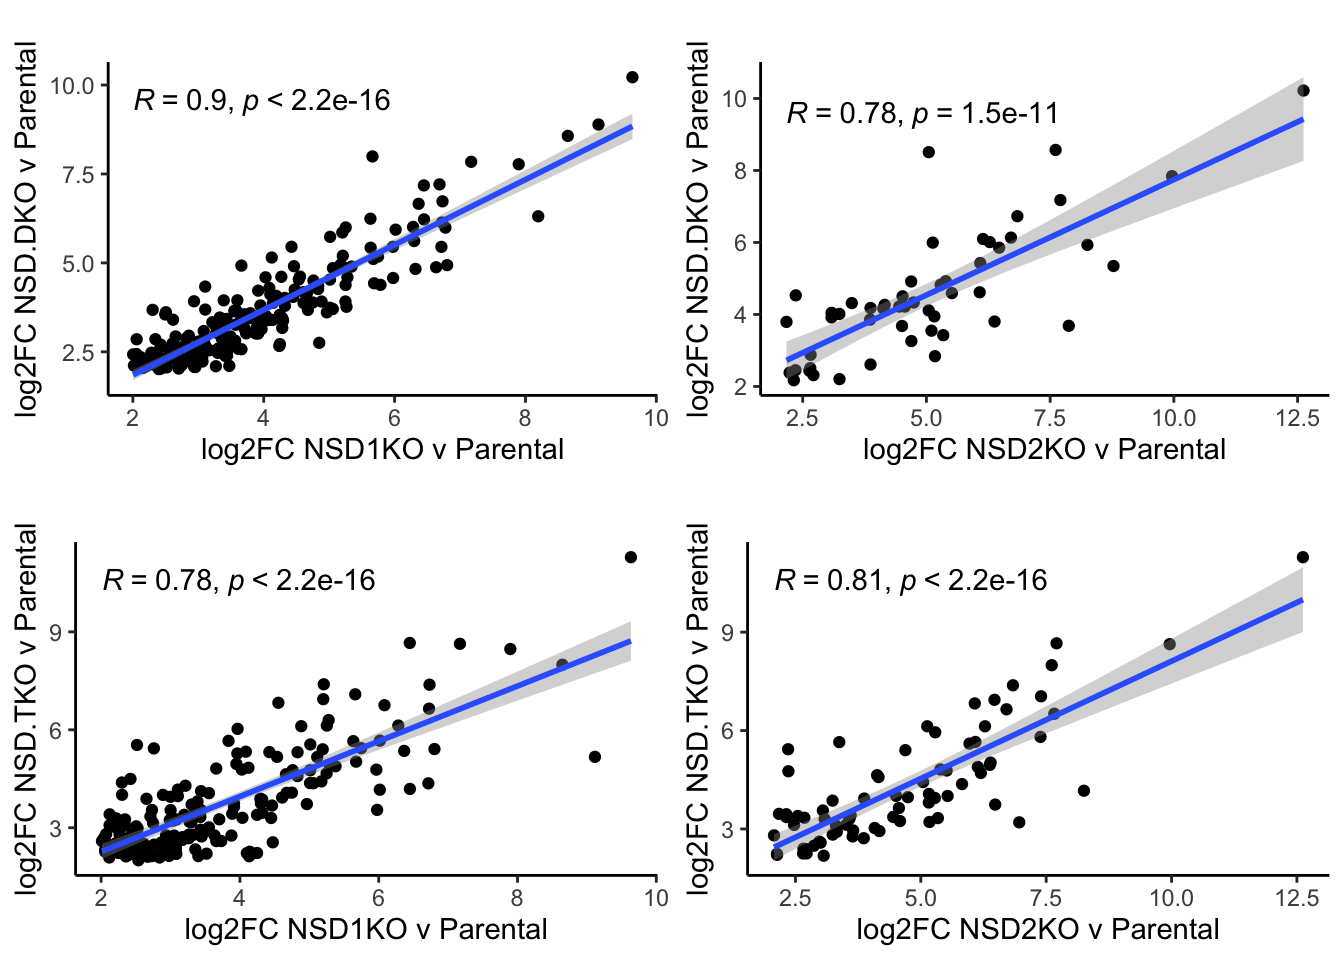 log2FC NSD.DKO v Parental
R = 0.9, p < 2.2e-16
10.0
7.5
5.0
2.5
2 4 6 8 10
log2FC NSD1KO v Parental
log2FC NSD.DKO v Parental
R = 0.78, p = 1.5e-11
10
8
6
4
2
2.5 5.0 7.5 10.0 12.5
log2FC NSD2KO v Parental
log2FC NSD.TKO v Parental
R = 0.78, p < 2.2e-16
9
6
3
2 4 6 8 10
log2FC NSD1KO v Parental
log2FC NSD.TKO v Parental
R = 0.81, p < 2.2e-16
9
6
3
2.5 5.0 7.5 10.0 12.5
log2FC NSD2KO v Parental